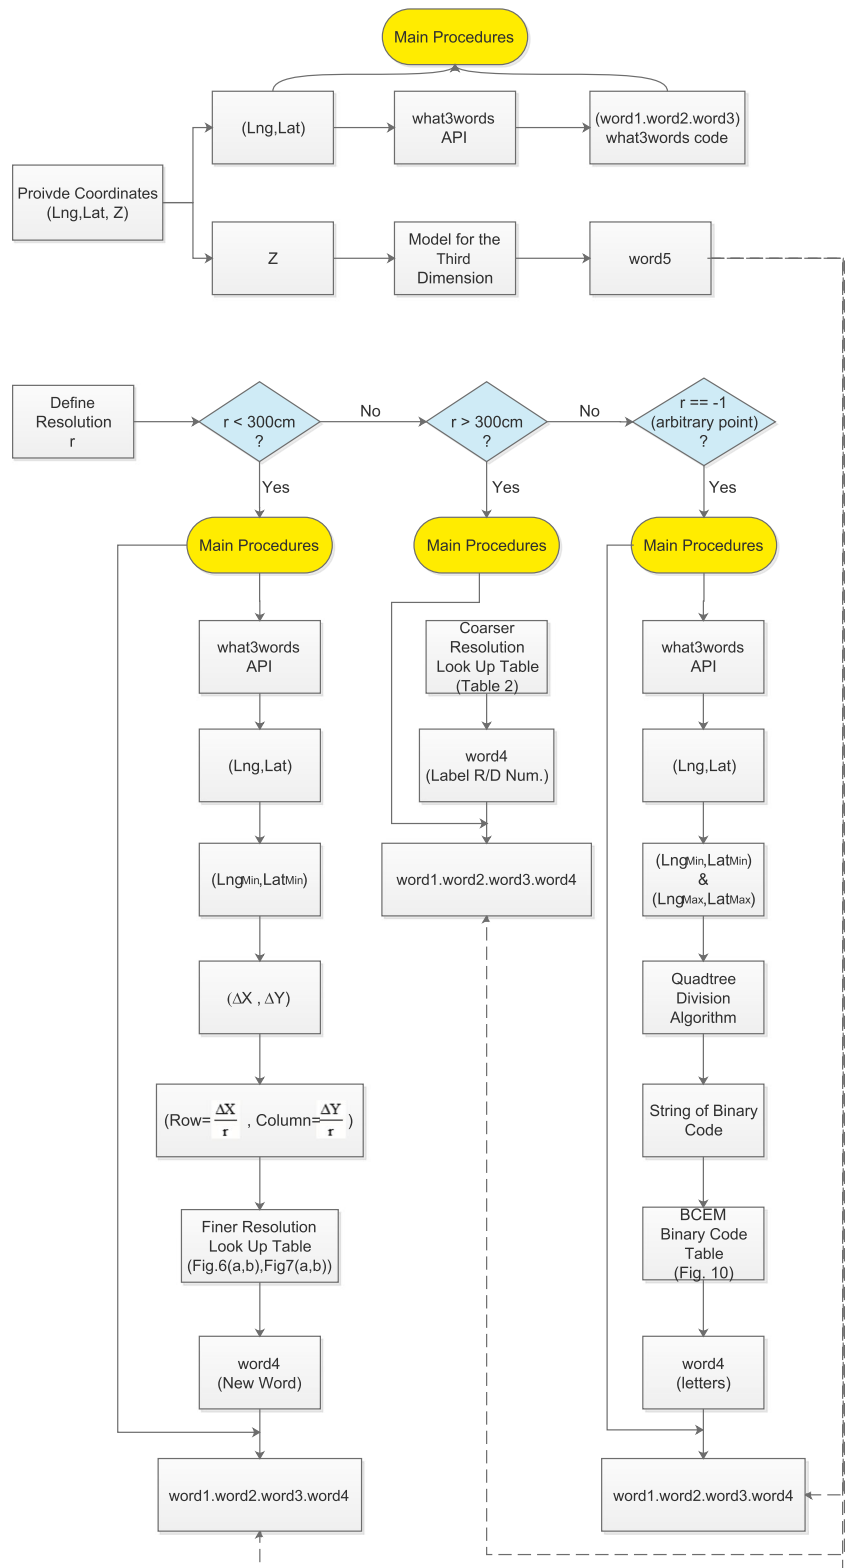 Main Procedures
(Lng,Lat)
what3words
API
(word1.word2.word3)
what3words code
Proivde Coordinates
(Lng,Lat, Z)
Z
Model for the
Third
Dimension
word5
Define
Resolution
r
r < 300cm
?
No
r > 300cm
?
No
r == -1
(arbitrary point)
?
Yes
Yes
Yes
Main Procedures
Main Procedures
Main Procedures
what3words
API
(Lng,Lat)
(LngMin,LatMin)
(ΔX , ΔY)
(Row= ΔX/r , Column=ΔY/r )
Finer Resolution
Look Up Table
(Fig.6(a,b),Fig7(a,b))
word4
(New Word)
word1.word2.word3.word4
Coarser
Resolution
Look Up Table
(Table 2)
word4
(Label R/D Num.)
word1.word2.word3.word4
what3words
API
(Lng,Lat)
(LngMin,LatMin)
&
(LngMax,LatMax)
Quadtree
Division
Algorithm
String of Binary
Code
BCEM
Binary Code
Table
(Fig. 10)
word4
(letters)
word1.word2.word3.word4